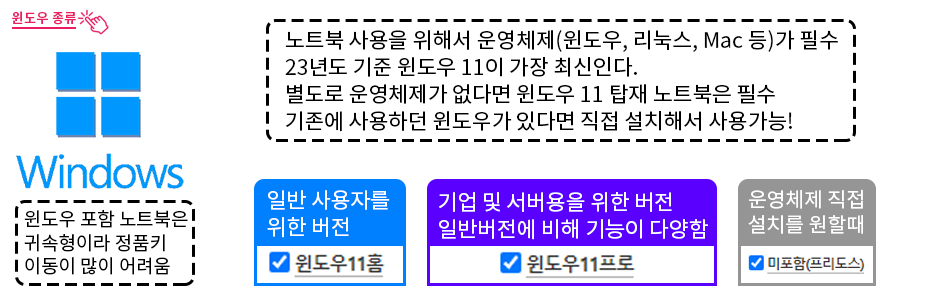 윈도우 종류
노트북 사용을 위해서 운영체제(윈도우, 리눅스, Mac 등)가 필수
23년도 기준 윈도우 11이 가장 최신인다.
별도로 운영체제가 없다면 윈도우 11 탑재 노트북은 필수
기존에 사용하던 윈도우가 있다면 직접 설치해서 사용가능!
Windows
윈도우 포함 노트북은
귀속형이라 정품키
이동이 많이 어려움
일반 사용자를
위한 버전
윈도우11홈
기업 및 서버용을 위한 버전
일반버전에 비해 기능이 다양함
윈도우11프로
운영체제 직접
설치를 원할때
미포함(프리도스)